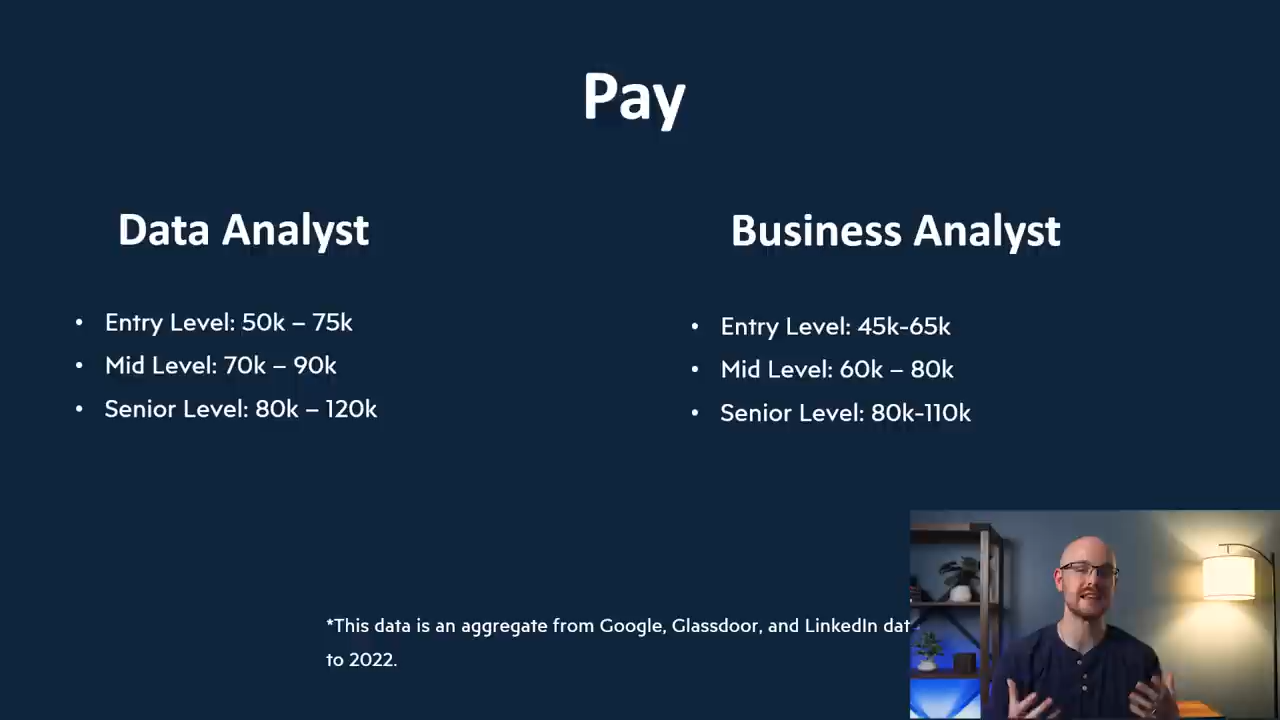 Pay
Data Analyst
• Entry Level: 50k – 75k
• Mid Level: 70k – 90k
• Senior Level: 80k – 120k
Business Analyst
• Entry Level: 45k-65k
• Mid Level: 60k – 80k
• Senior Level: 80k-110k
*This data is an aggregate from Google, Glassdoor, and LinkedIn
to 2022.